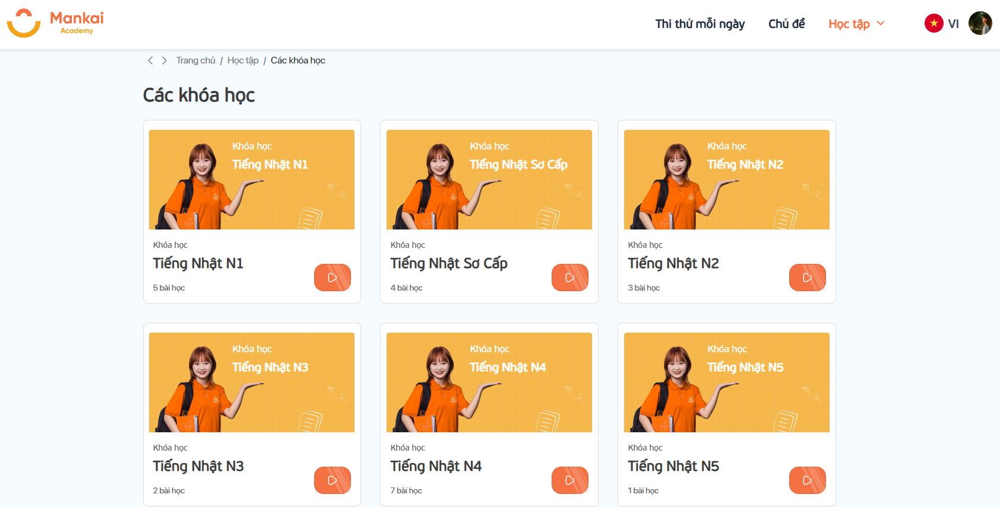 Mankai
Academy
Thi thử mỗi ngày
Chủ đề
Học tập
VI
Trang chủ / Học tập / Các khóa học
Các khóa học
Khóa học
Tiếng Nhật N1
Khóa học
Tiếng Nhật N1
5 bài học
Khóa học
Tiếng Nhật Sơ Cấp
Khóa học
Tiếng Nhật Sơ Cấp
4 bài học
Khóa học
Tiếng Nhật N2
Khóa học
Tiếng Nhật N2
3 bài học
Khóa học
Tiếng Nhật N3
Khóa học
Tiếng Nhật N3
2 bài học
Khóa học
Tiếng Nhật N4
Khóa học
Tiếng Nhật N4
7 bài học
Khóa học
Tiếng Nhật N5
Khóa học
Tiếng Nhật N5
1 bài học